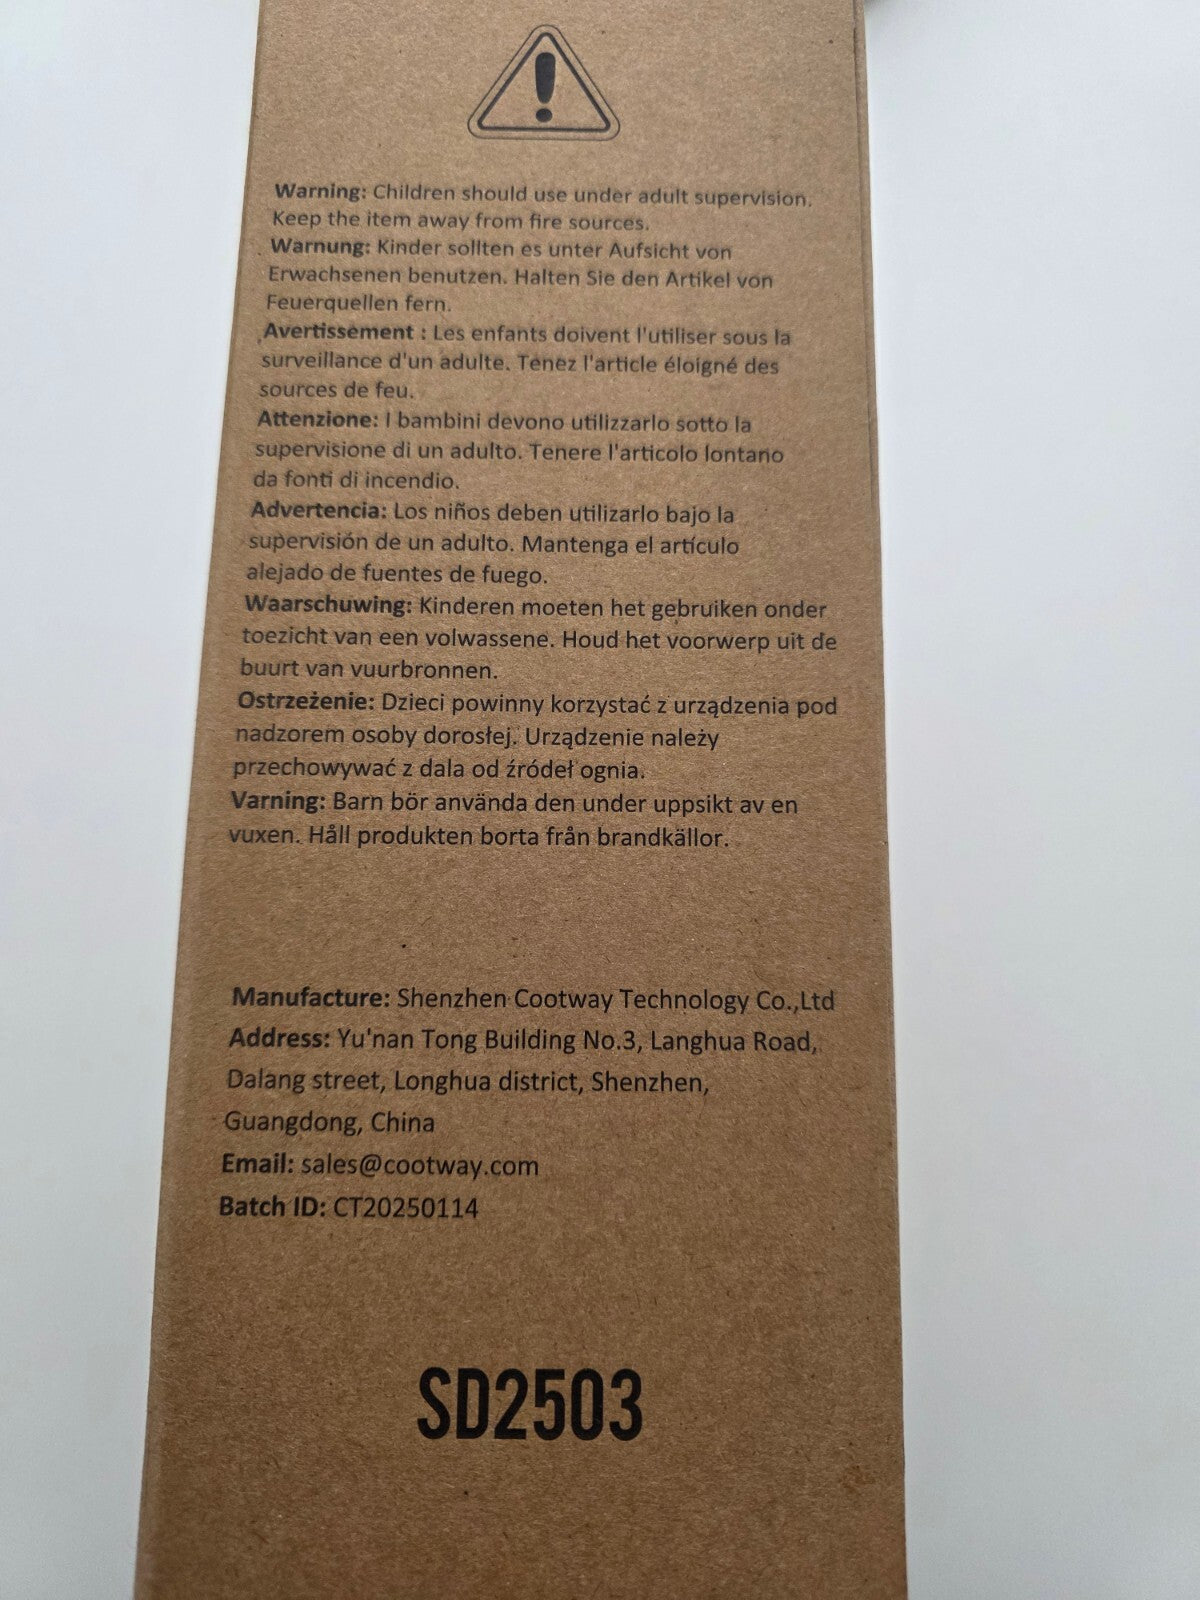 Warning: Children should use under adult supervision.
Keep the item away from fire sources.
Warnung: Kinder sollten es unter Aufsicht von
Erwachsenen benutzen. Halten Sie den Artikel von
Feuerquellen fern.
Avertissement : Les enfants doivent l'utiliser sous la
surveillance d'un adulte. Tenez l'article éloigné des
sources de feu.
Attenzione: I bambini devono utilizzarlo sotto la
supervisione di un adulto. Tenere l'articolo lontano
da fonti di incendio.
Advertencia: Los niños deben utilizarlo bajo la
supervisión de un adulto. Mantenga el artículo
alejado de fuentes de fuego.
Waarschuwing: Kinderen moeten het gebruiken onder
toezicht van een volwassene. Houd het voorwerp uit de
buurt van vuurbronnen.
Ostrzeżenie: Dzieci powinny korzystać z urządzenia pod
nadzorem osoby dorosłej. Urządzenie należy
przechowywać z dala od źródeł ognia.
Varning: Barn bör använda den under uppsikt av en
vuxen. Håll produkten borta från brandkällor.
Manufacture: Shenzhen Cootway Technology Co.,Ltd
Address: Yu'nan Tong Building No.3, Langhua Road,
Dalang street, Longhua district, Shenzhen,
Guangdong, China
Email: sales@cootway.com
Batch ID: CT20250114
SD2503